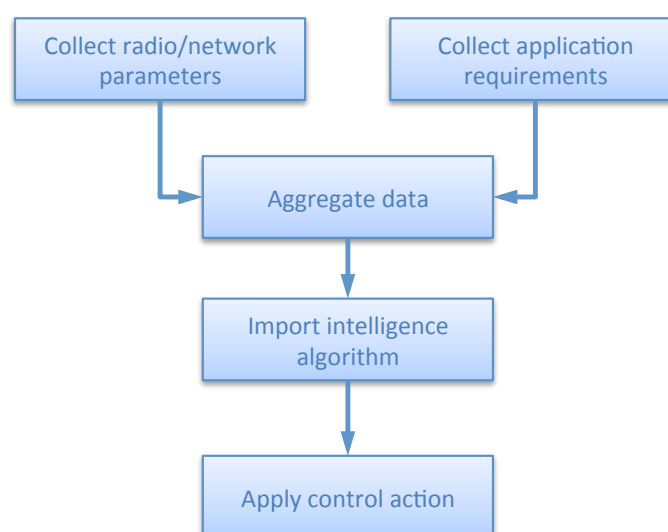 Collect radio/network
parameters
Collect application
requirements
Aggregate data
Import intelligence
algorithm
Apply control action